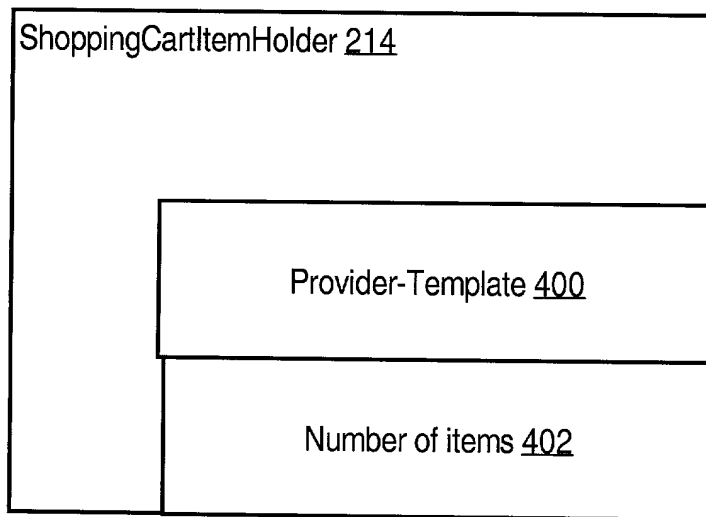 ShoppingCartItemHolder 214
Provider-Template 400
Number of items 402